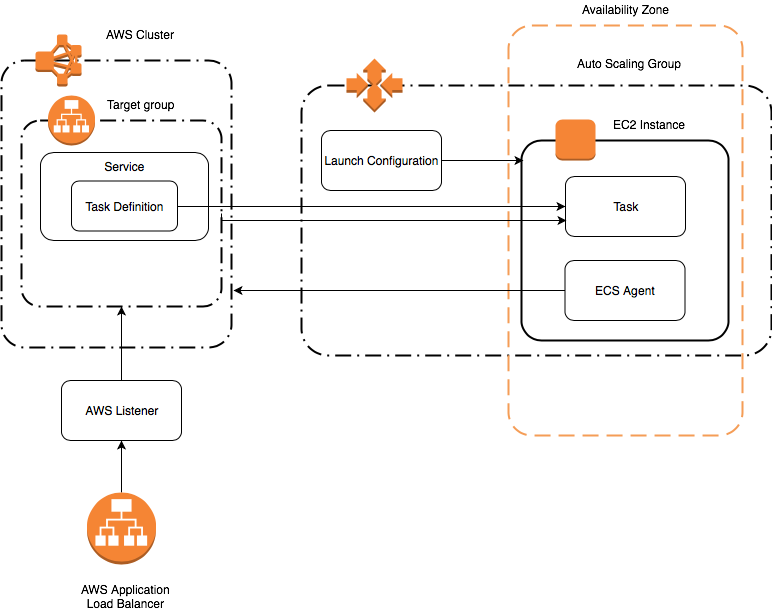 Availability Zone
AWS Cluster
Auto Scaling Group
Target group
EC2 Instance
Service
Launch Configuration
Task Definition
Task
ECS Agent
AWS Listener
AWS Application
Load Balancer